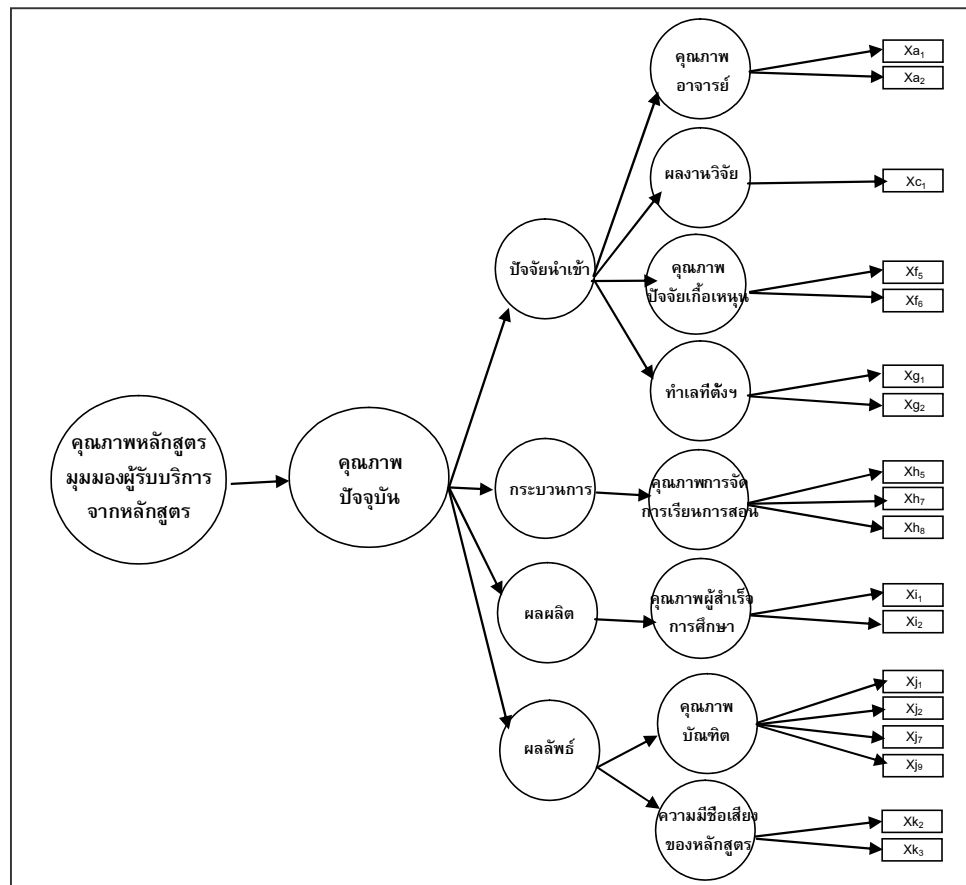 คุณภาพหลักสูตร
มุมมองผู้รับบริการ
จากหลักสูตร
คุณภาพ
ปัจจุบัน
ปัจจัยนำเข้า
กระบวนการ
ผลผลิต
ผลลัพธ์
คุณภาพ
อาจารย์
ผลงานวิจัย
คุณภาพ
ปัจจัยเกื้อเหนุน
ทำเลที่ตั้งฯ
คุณภาพการจัด
การเรียนการสอน
คุณภาพผู้สำเร็จ
การศึกษา
คุณภาพ
บัณฑิต
ความมีชื่อเสียง
ของหลักสูตร
Xa₁
Xa₂
Xc₁
Xf₅
Xf₆
Xg₁
Xg₂
Xh₅
Xh₇
Xh₈
Xi₁
Xi₂
Xj₁
Xj₂
Xj₇
Xj₉
Xk₂
Xk₃